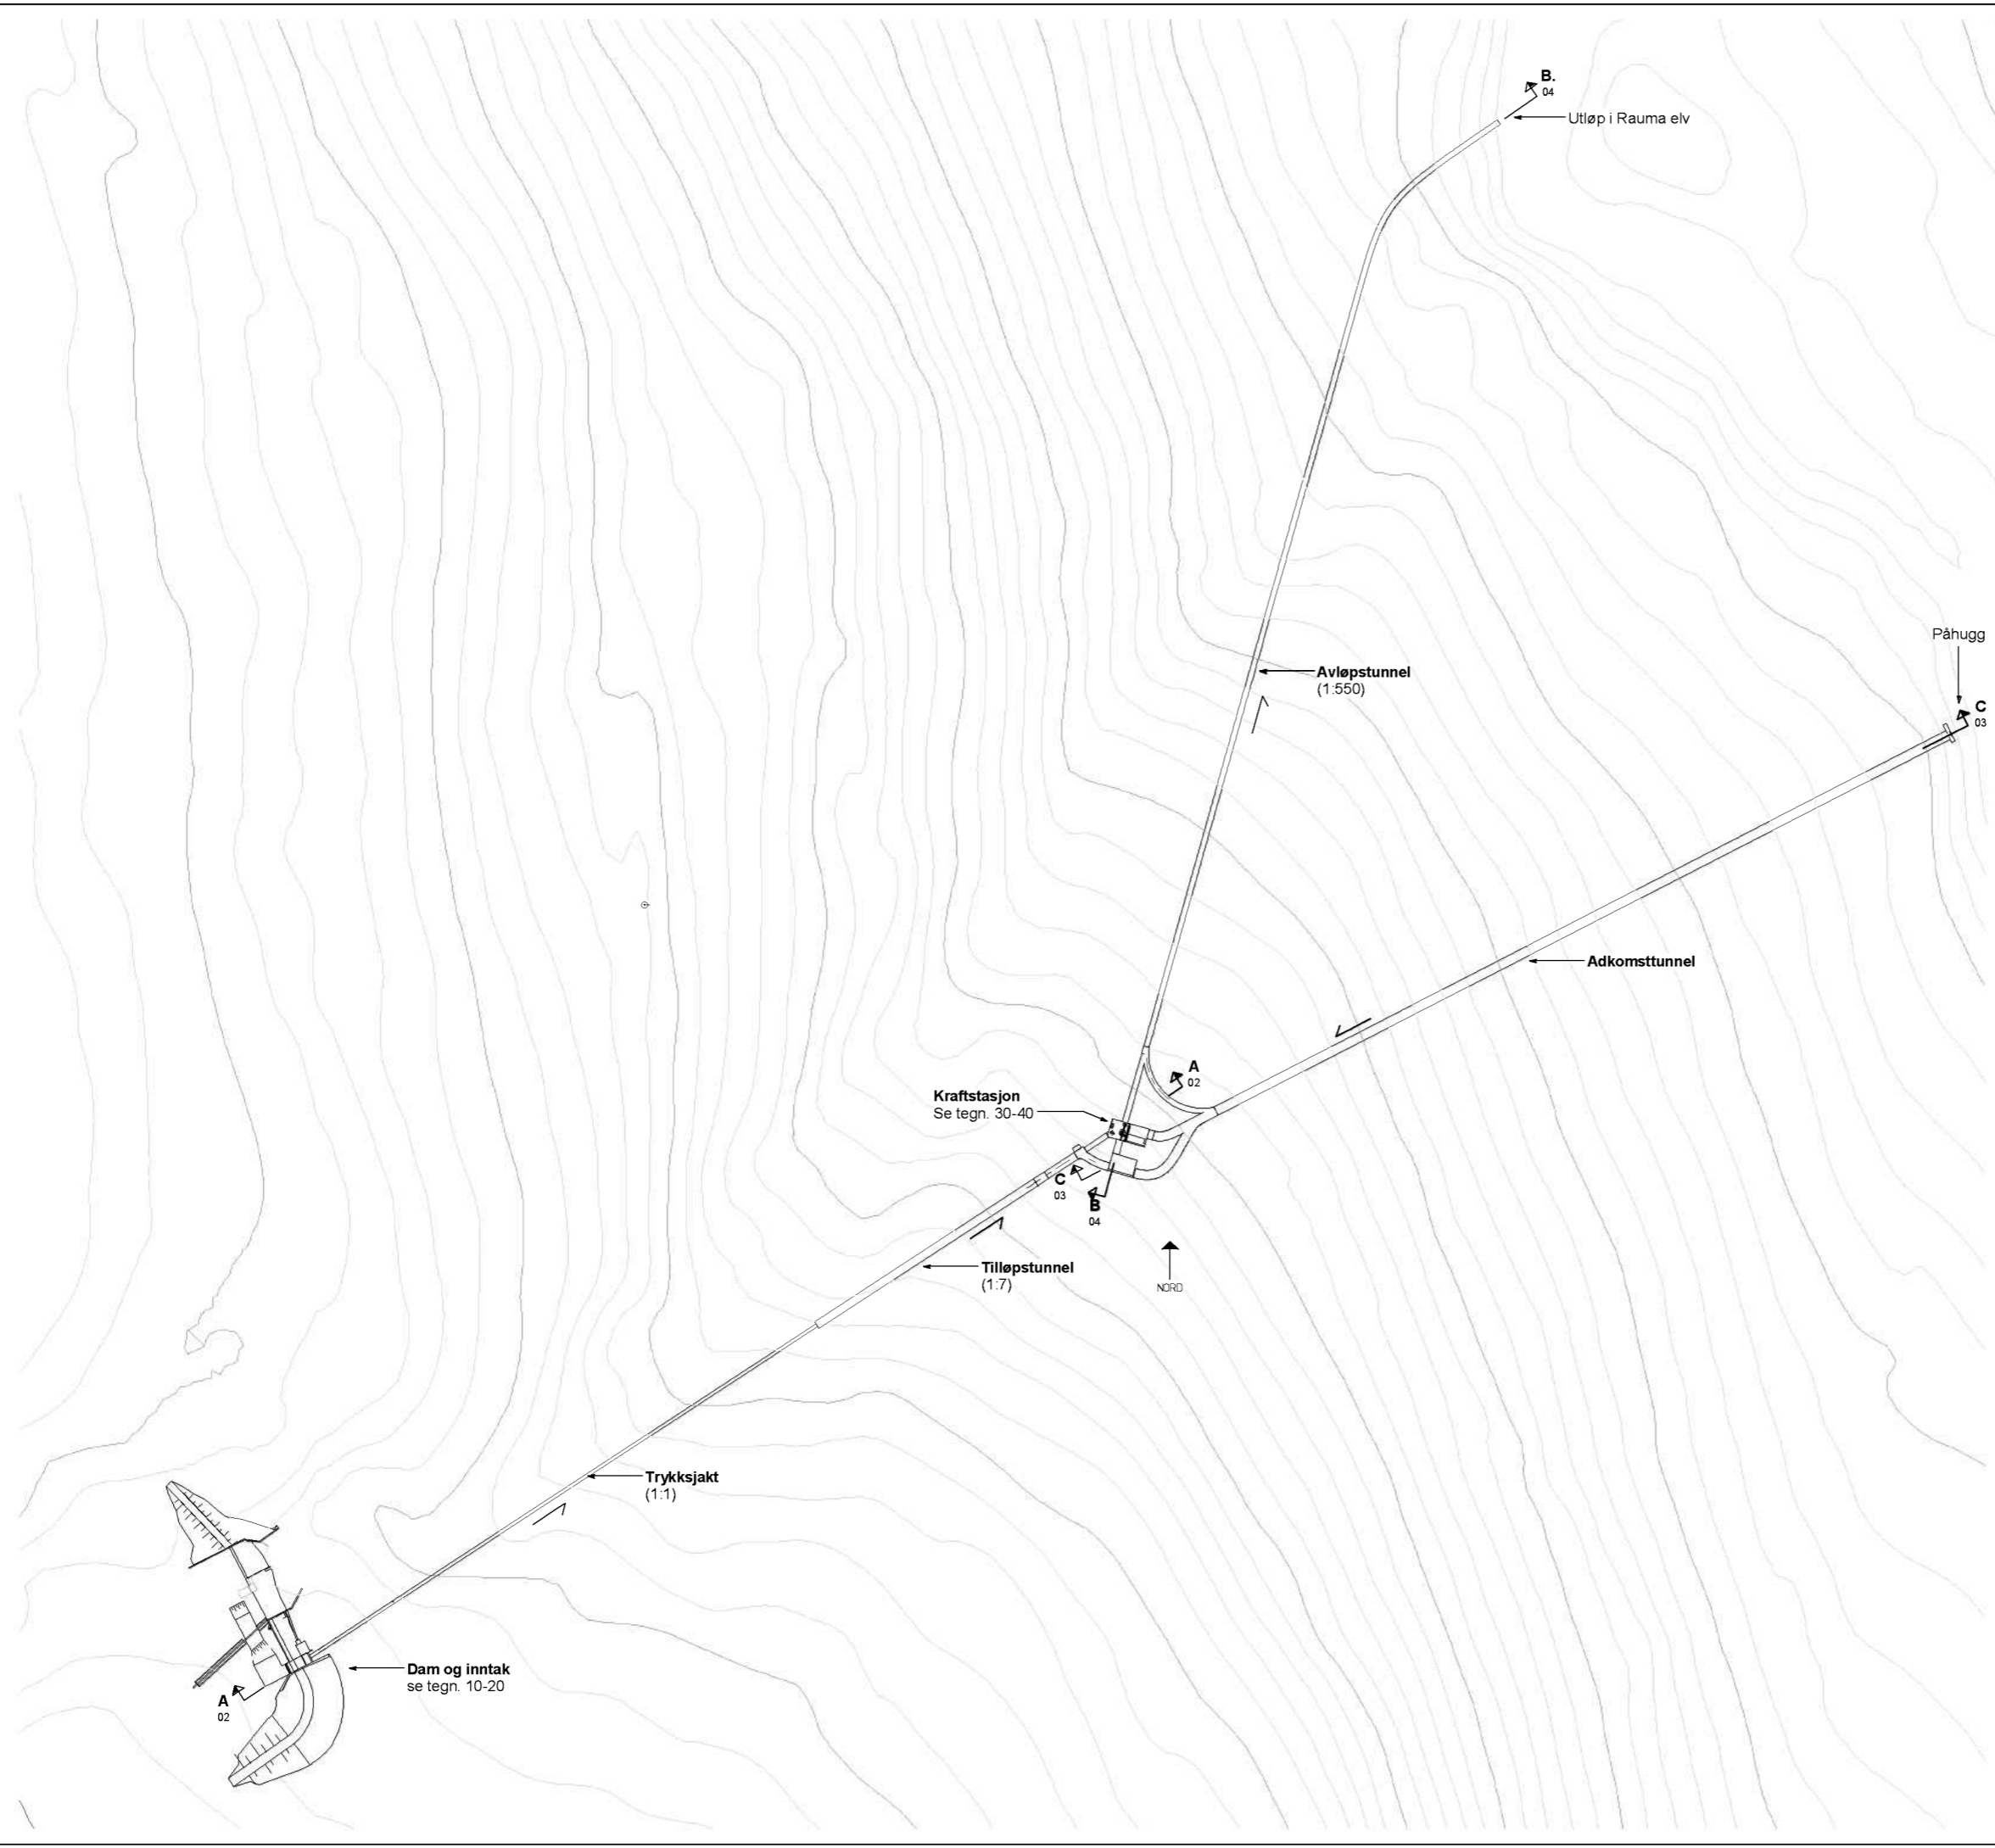 B.
04
Utløp i Rauma elv
Påhugg
C
03
Avløpstunnel
(1:550)
Adkomsttunnel
A
02
Kraftstasjon
Se tegn. 30-40
C
03
B
04
NORD
Tilløpstunnel
(1:7)
Trykksjakt
(1:1)
Dam og inntak
se tegn. 10-20
A
02